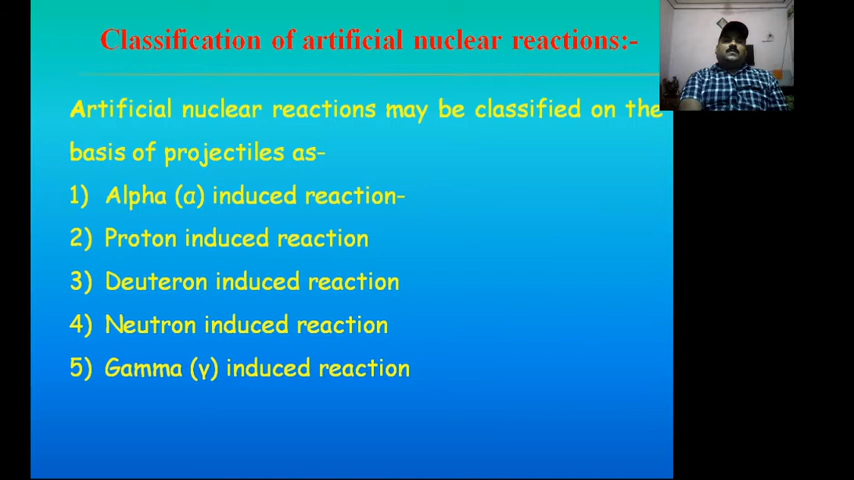 Classification of artificial nuclear reactions:-
Artificial nuclear reactions may be classified on the
basis of projectiles as-
1) Alpha (α) induced reaction-
2) Proton induced reaction
3) Deuteron induced reaction
4) Neutron induced reaction
5) Gamma (γ) induced reaction